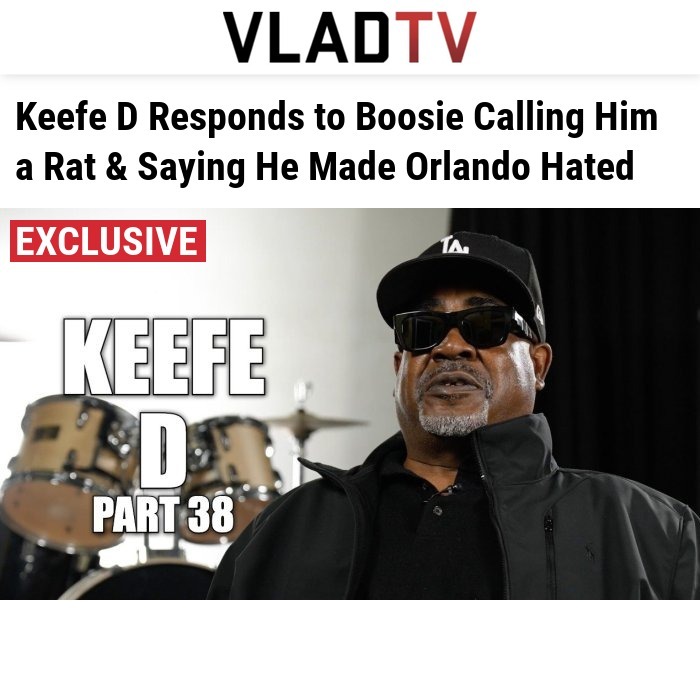 VLADTV
Keefe D Responds to Boosie Calling Him
a Rat & Saying He Made Orlando Hated
EXCLUSIVE
LA
KEEFE
D
PART 38